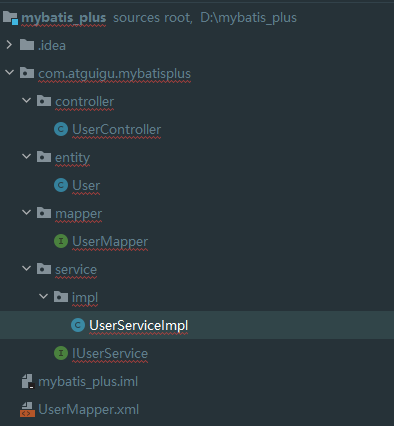 mybatis_plus sources root, D:\mybatis_plus
.idea
com.atguigu.mybatisplus
controller
UserController
entity
User
mapper
UserMapper
service
impl
UserServiceImpl
IUserService
mybatis_plus.iml
UserMapper.xml